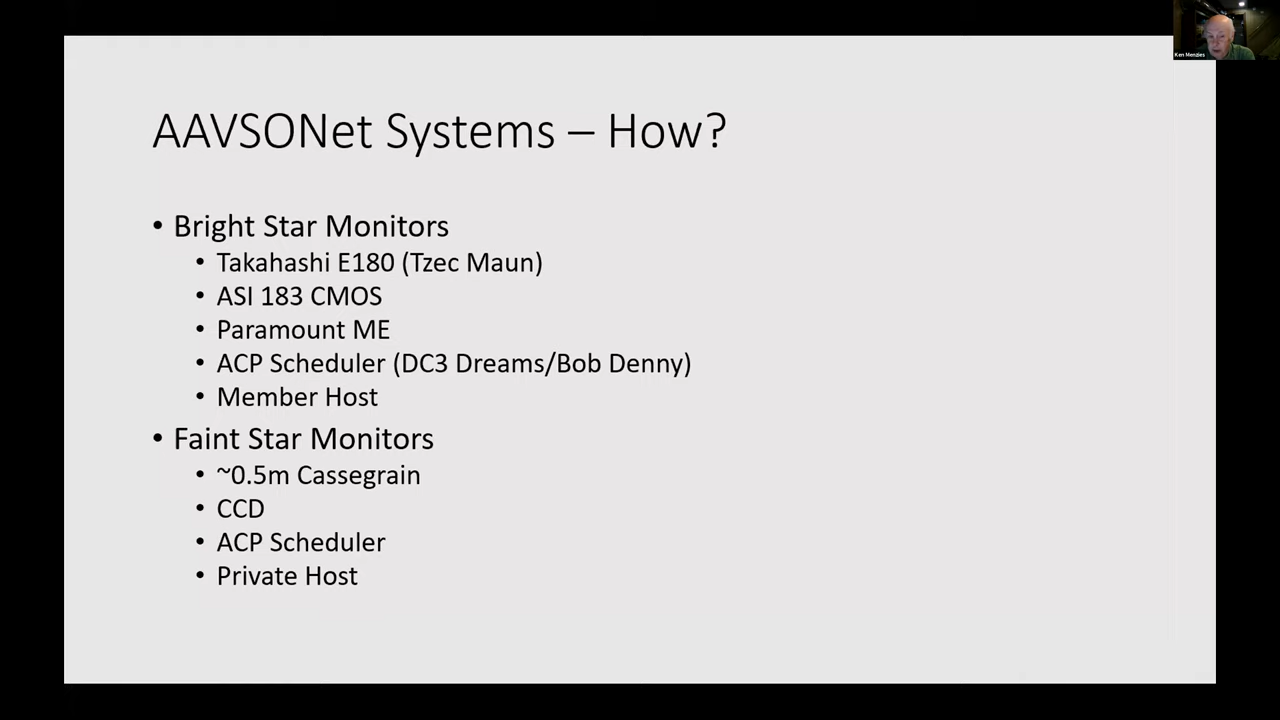 Ken Menzies
AAVSONet Systems – How?
• Bright Star Monitors
• Takahashi E180 (Tzec Maun)
• ASI 183 CMOS
• Paramount ME
• ACP Scheduler (DC3 Dreams/Bob Denny)
• Member Host
• Faint Star Monitors
• ~0.5m Cassegrain
• CCD
• ACP Scheduler
• Private Host